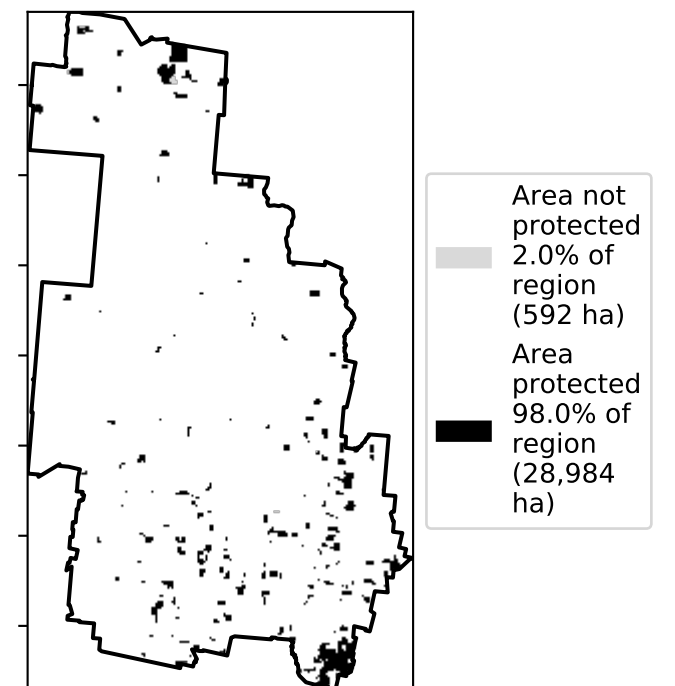 Area not
protected
2.0% of
region
(592 ha)
Area
protected
98.0% of
region
(28,984
ha)